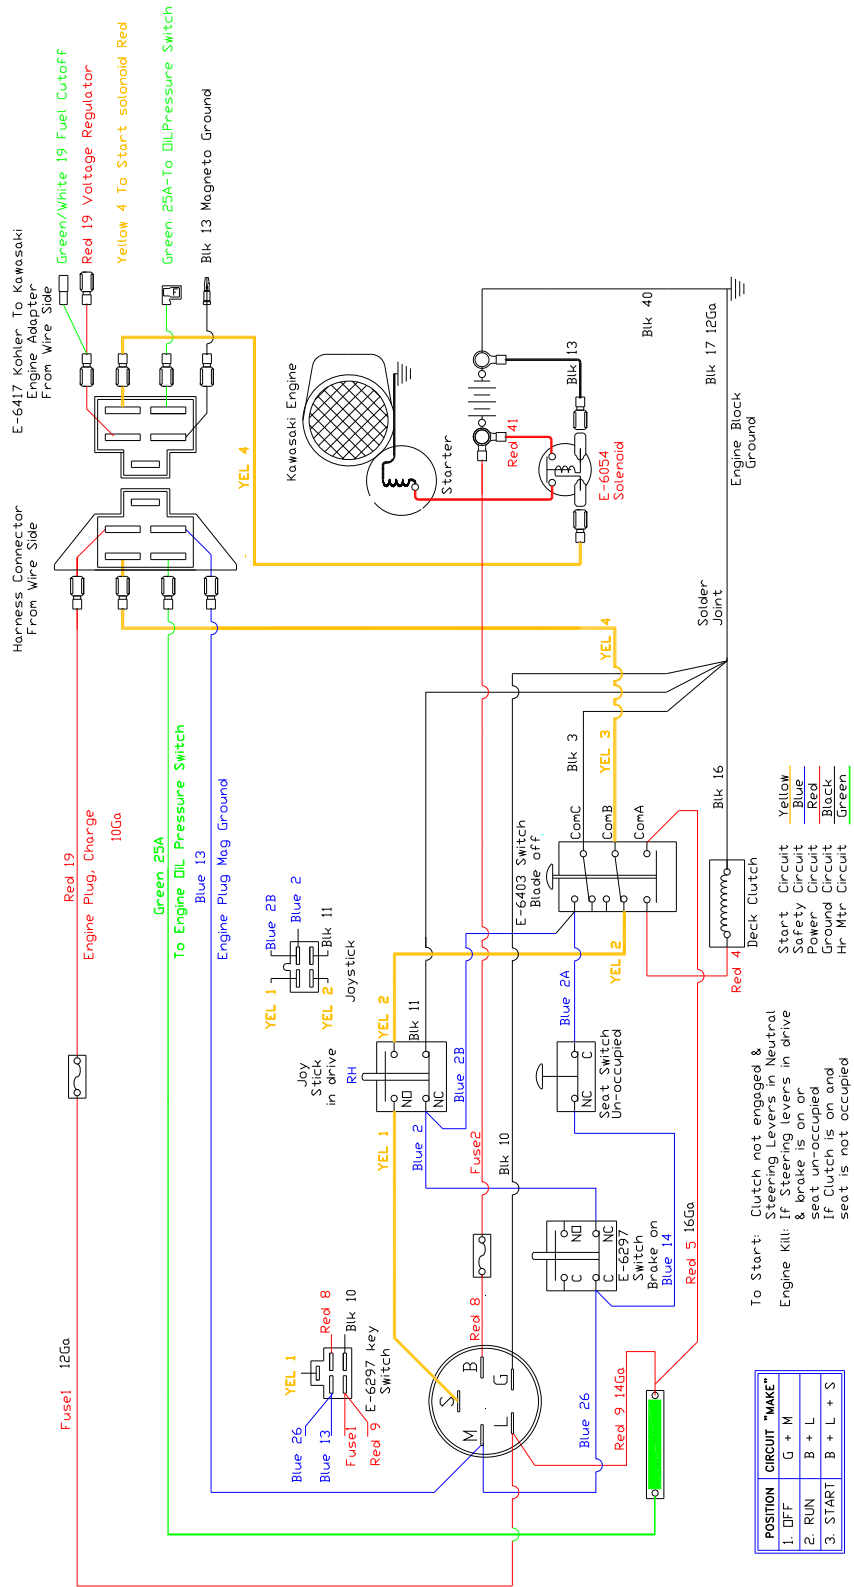 E-6417 Kohler To Kawasaki
Engine Adapter
From Wire Side
Green/White 19 Fuel Cutoff
Red 19 Voltage Regulator
Yellow 4 To Start solonoid Red
Green 25A-To OiLPressure Switch
Blk 13 Magneto Ground
Harness Connector
From Wire Side
YEL 4
Kawasaki Engine
Starter
Red 41
Blk 13
E-6054
Solenoid
Blk 40
Blk 17 12Ga
Engine Block
Ground
Solder
Joint
YEL 4
YEL 3
Blk 3
Red 19
Engine Plug, Charge
10Ga
Green 25A
To Engine OiL Pressure Switch
Blue 13
Engine Plug Mag Ground
Blue 2B
Blue 2
YEL 1
YEL 2
Blk 11
Joystick
E-6403 Switch
Blade off
ComC
ComB
ComA
Blk 16
Deck Clutch
Red 4
YEL 2
YEL 2
Blk 11
Blue 2A
Joy
Stick
in drive
RH
NO
NC
Blue 2B
C
NC
Seat Switch
Un-occupied
YEL 1
Blue 2
Fuse2
Blk 10
NO
NC
C
C
E-6297
Switch
Brake on
Blue 14
Red 5 16Ga
Fuse1 12Ga
YEL 1
Red 8
Blk 10
E-6297 key
Switch
Blue 26
Blue 13
Fuse1
Red 9
Red 8
B
S
G
M
L
Blue 26
Red 9 14Ga
Start Circuit Yellow
Safety Circuit Blue
Power Circuit Red
Ground Circuit Black
Hr Mtr Circuit Green
To Start: Clutch not engaged &
Steering Levers in Neutral
Engine Kill: If Steering levers in drive
& brake is on or
seat un-occupied
If Clutch is on and
seat is not occupied
POSITION CIRCUIT "MAKE"
1. OFF G + M
2. RUN B + L
3. START B + L + S